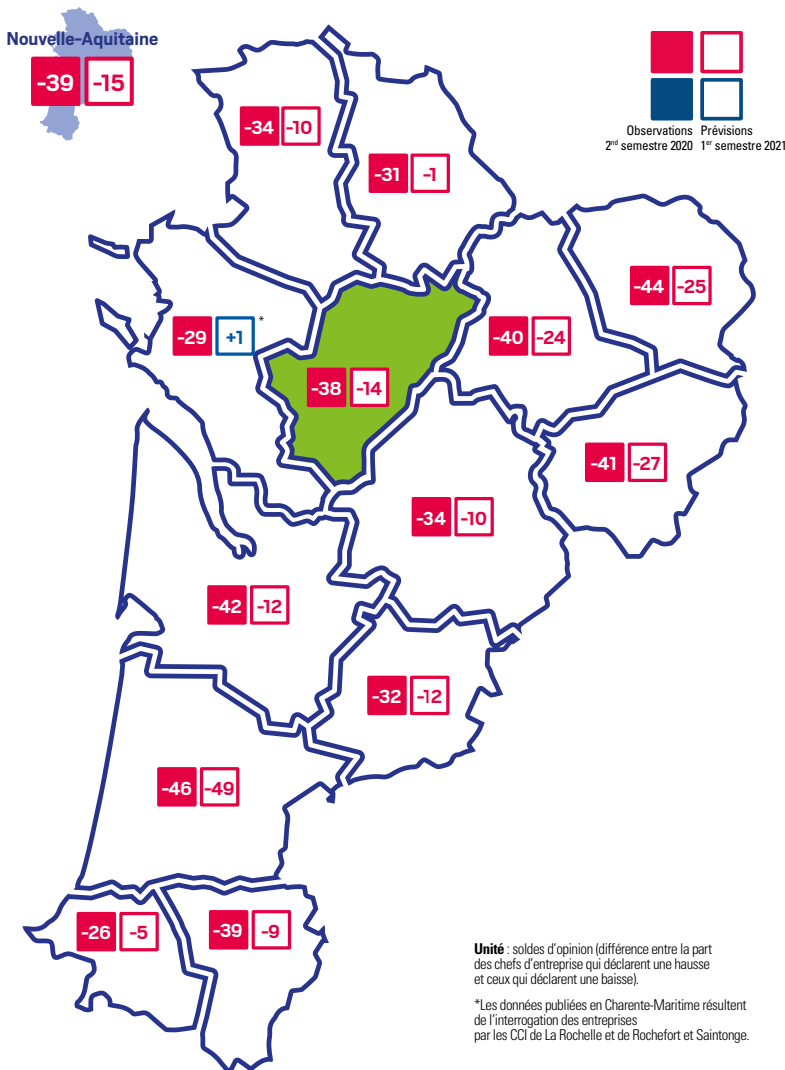 Nouvelle-Aquitaine
-39 -15
Observations Prévisions
2nd semestre 2020 1er semestre 2021
-34 -10
-31 -1
-44 -25
-29 +1 *
-40 -24
-38 -14
-41 -27
-34 -10
-42 -12
-32 -12
-46 -49
-26 -5
-39 -9
Unité : soldes d'opinion (différence entre la part
des chefs d'entreprise qui déclarent une hausse
et ceux qui déclarent une baisse).
*Les données publiées en Charente-Maritime résultent
de l'interrogation des entreprises
par les CCI de La Rochelle et de Rochefort et Saintonge.